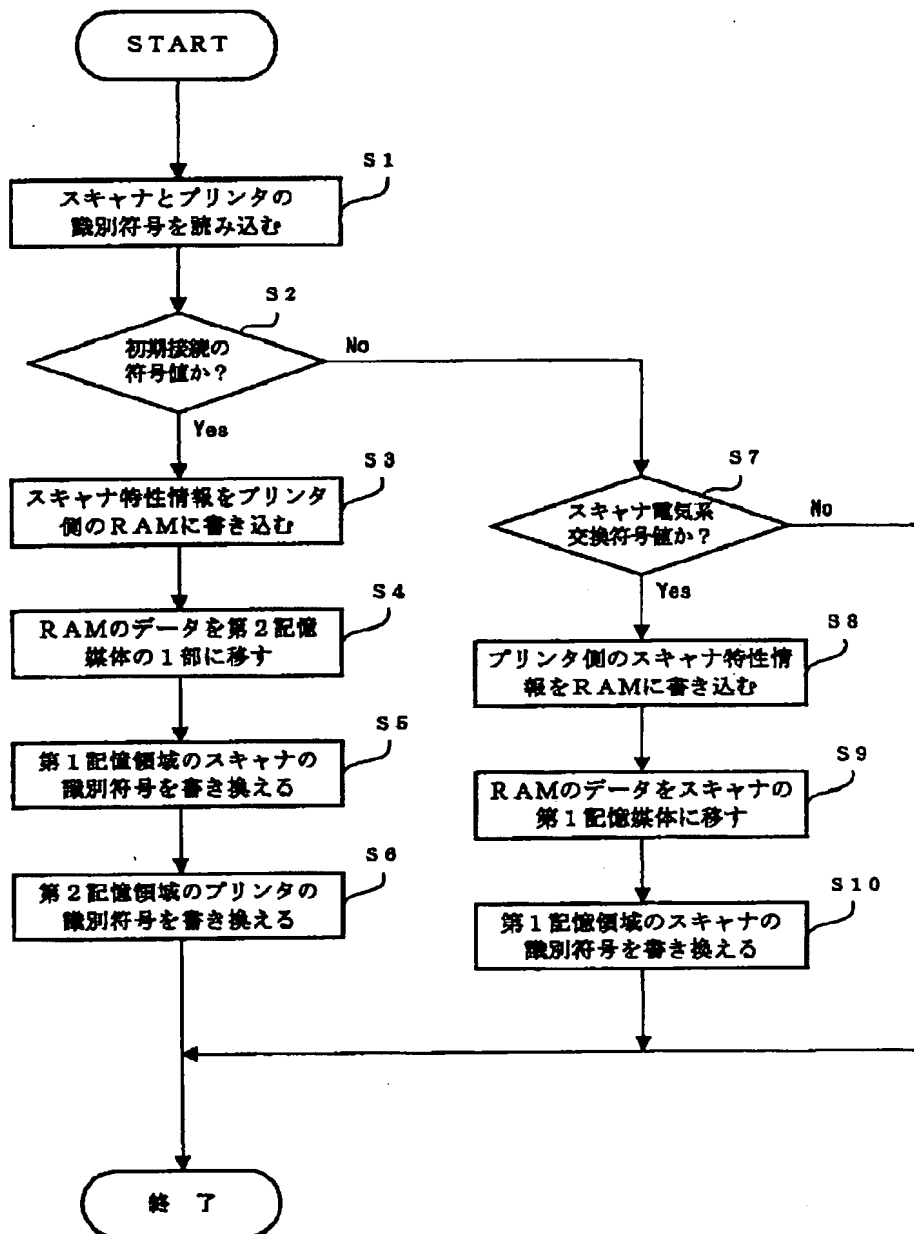 START
S1
スキャナとプリンタの
識別符号を読み込む
S2
初期接続の
符号値か?
No
Yes
S3
スキャナ特性情報をプリンタ
側のRAMに書き込む
S4
RAMのデータを第2記憶
媒体の1部に移す
S5
第1記憶領域のスキャナの
識別符号を書き換える
S6
第2記憶領域のプリンタの
識別符号を書き換える
S7
スキャナ電気系
交換符号値か?
No
Yes
S8
プリンタ側のスキャナ特性情
報をRAMに書き込む
S9
RAMのデータをスキャナの
第1記憶媒体に移す
S10
第1記憶領域のスキャナの
識別符号を書き換える
終 了